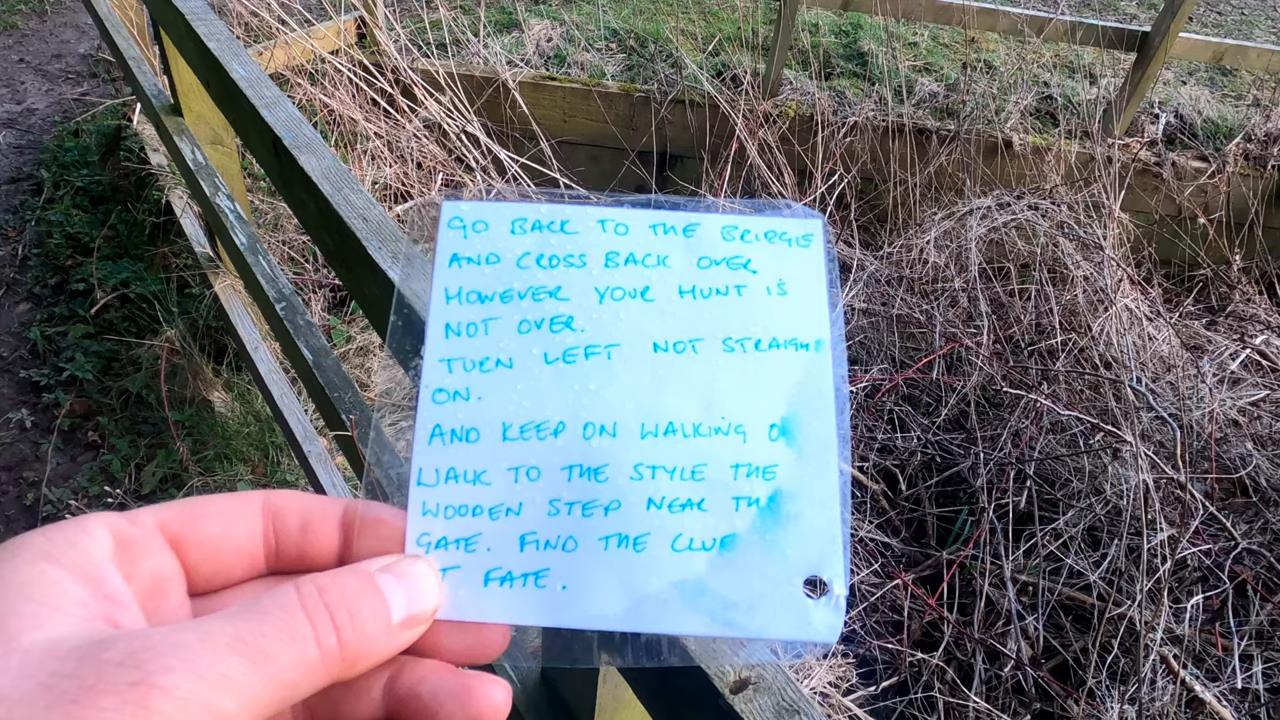 GO BACK TO THE BRIDGE
AND CROSS BACK OVER
HOWEVER YOUR HUNT IS
NOT OVER.
TURN LEFT NOT STRAIGHT
ON.
AND KEEP ON WALKING
WALK TO THE STYLE THE
WOODEN STEP NEAR THE
GATE. FIND THE CLUE
FATE.